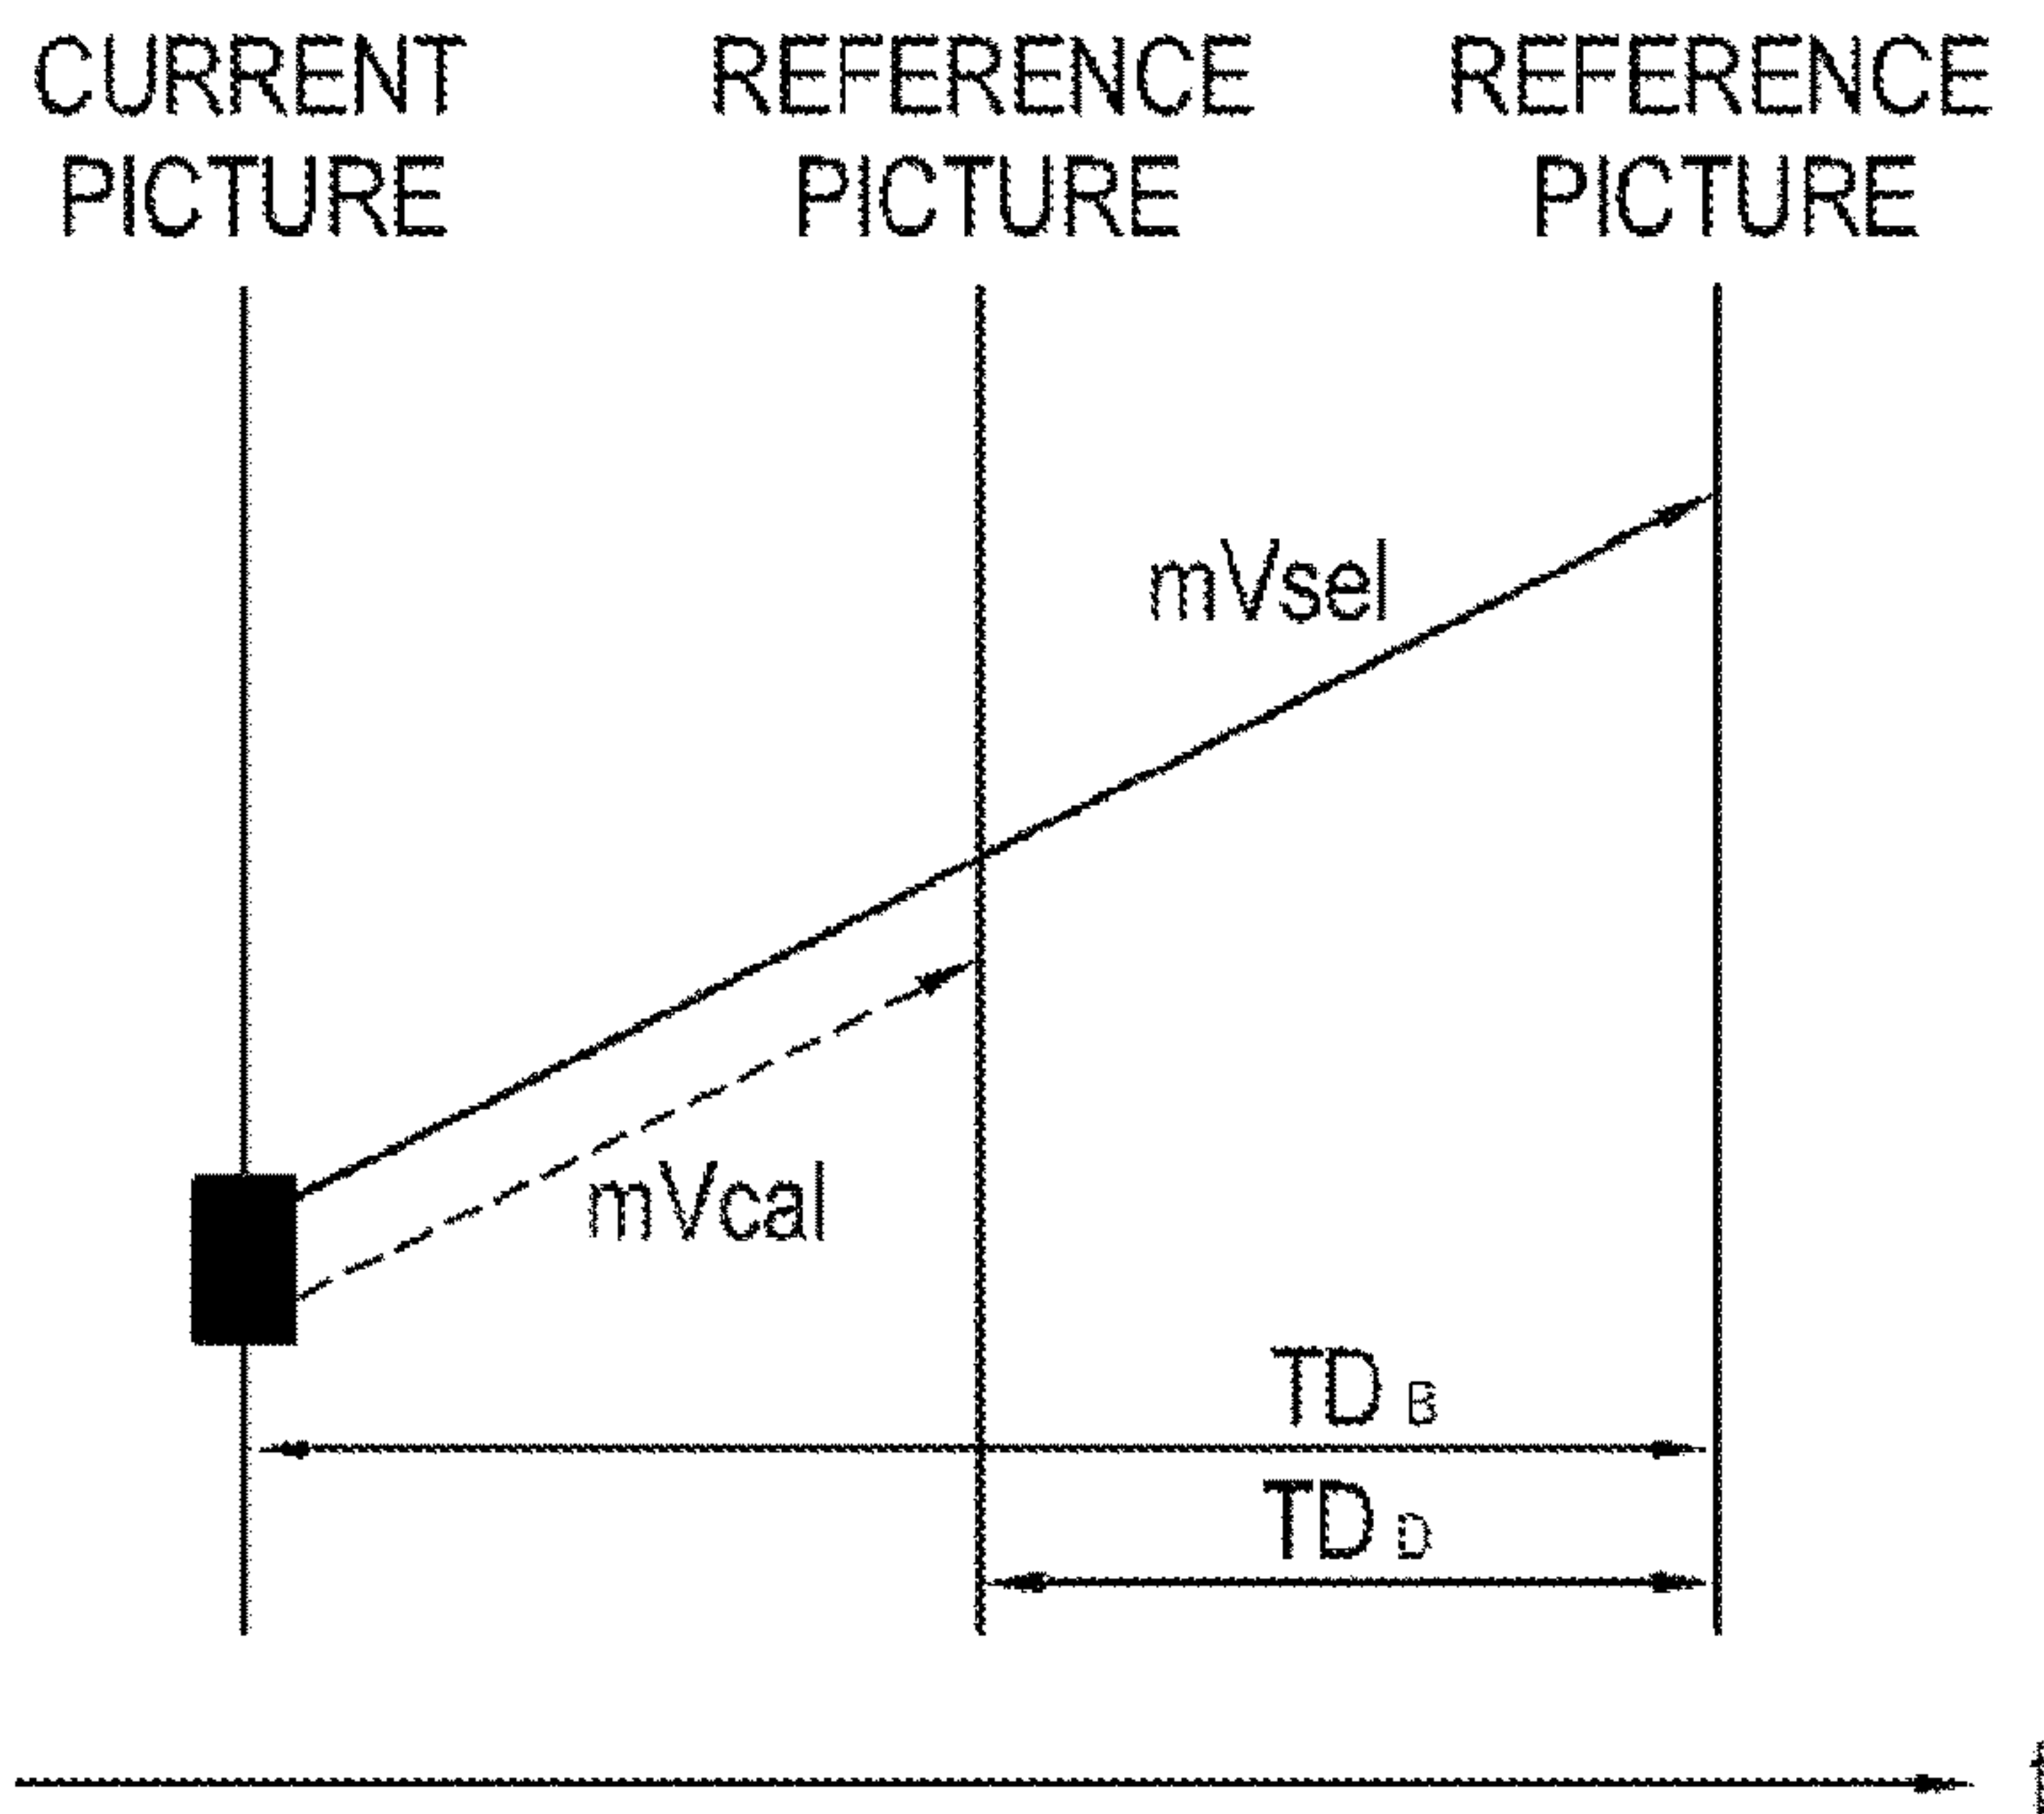 CURRENT REFERENCE REFERENCE
PICTURE PICTURE PICTURE
mVsel
mVcal
TD B
TD D